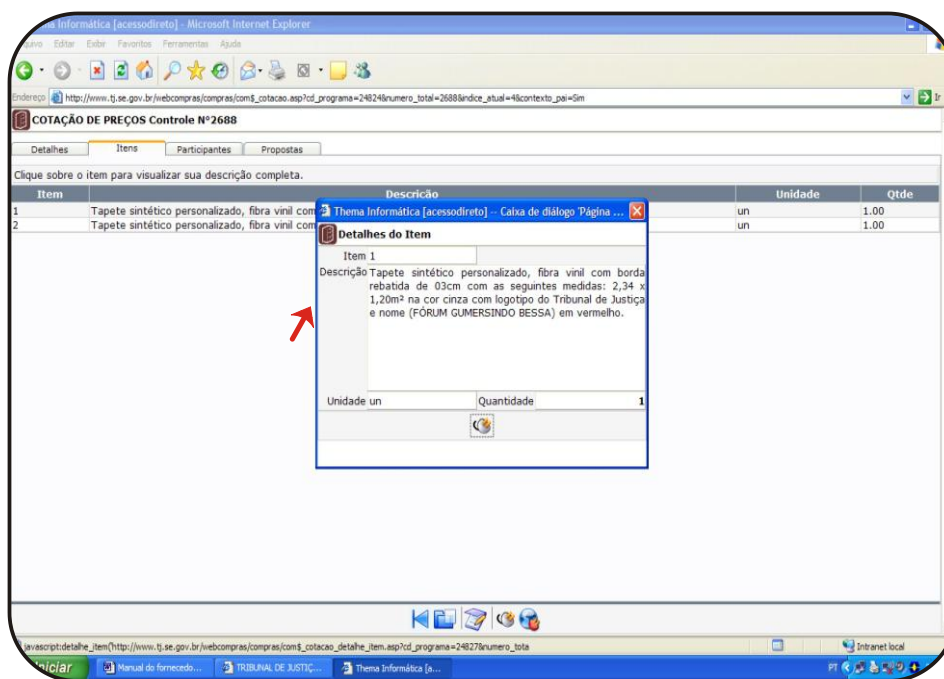 Informática [acessodireto] - Microsoft Internet Explorer
Editar Exibir Favoritos Ferramentas Ajuda
Endereço http://www.tj.se.gov.br/webcompras/compras/com$_cotacao.asp?cd_programa=24824&numero_total=2688&indice_atual=4&contexto_pai=Sim Ir
COTAÇÃO DE PREÇOS Controle Nº2688
Detalhes Itens Participantes Propostas
Clique sobre o item para visualizar sua descrição completa.
Item Descrição Unidade Qtde
1 Tapete sintético personalizado, fibra vinil com un 1.00
2 Tapete sintético personalizado, fibra vinil com un 1.00
Thema Informática [acessodireto] -- Caixa de diálogo 'Página ...
Detalhes do Item
Item 1
Descrição Tapete sintético personalizado, fibra vinil com borda
rebatida de 03cm com as seguintes medidas: 2,34 x
1,20m² na cor cinza com logotipo do Tribunal de Justiça
e nome (FÓRUM GUMERSINDO BESSA) em vermelho.
Unidade un Quantidade 1
javascript:detalhe_item('http://www.tj.se.gov.br/webcompras/compras/com$_cotacao_detalhe_item.asp?cd_programa=24827&numero_tota Intranet local
Iniciar Manual do fornecedo... TRIBUNAL DE JUSTIÇ... Thema Informática [a... PT